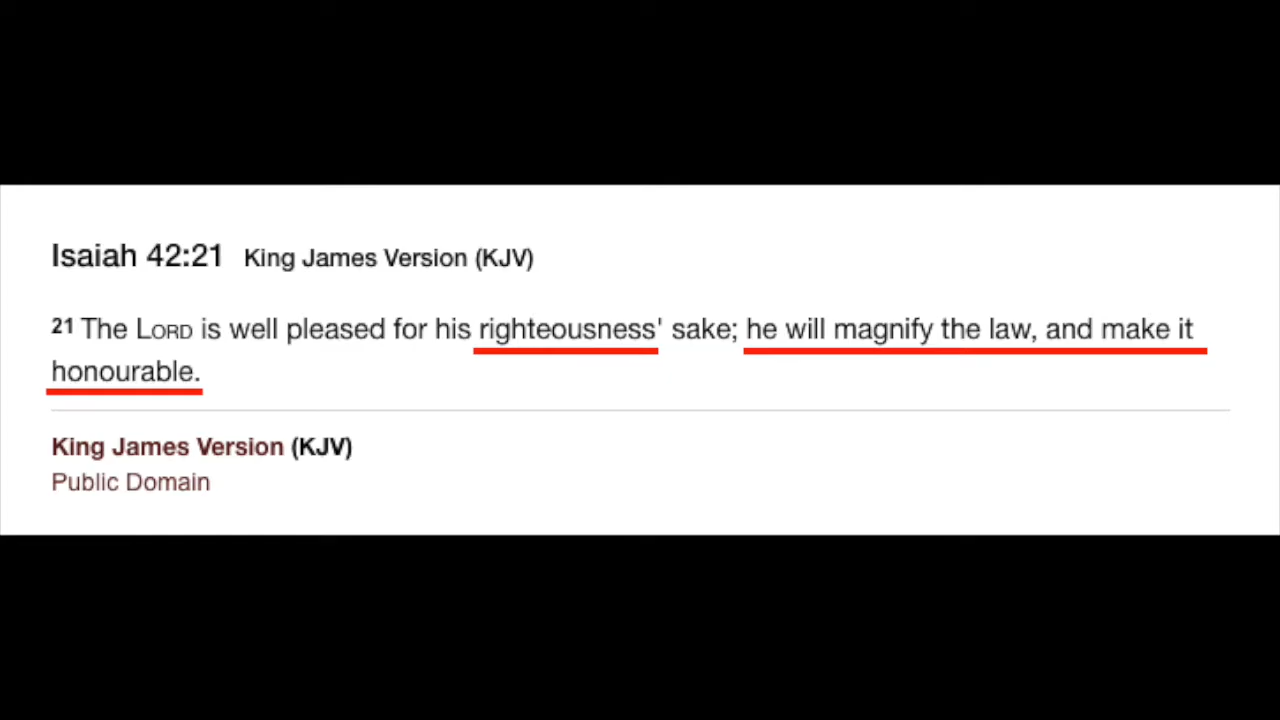 Isaiah 42:21 King James Version (KJV)
21 The LORD is well pleased for his righteousness' sake; he will magnify the law, and make it
honourable.
King James Version (KJV)
Public Domain